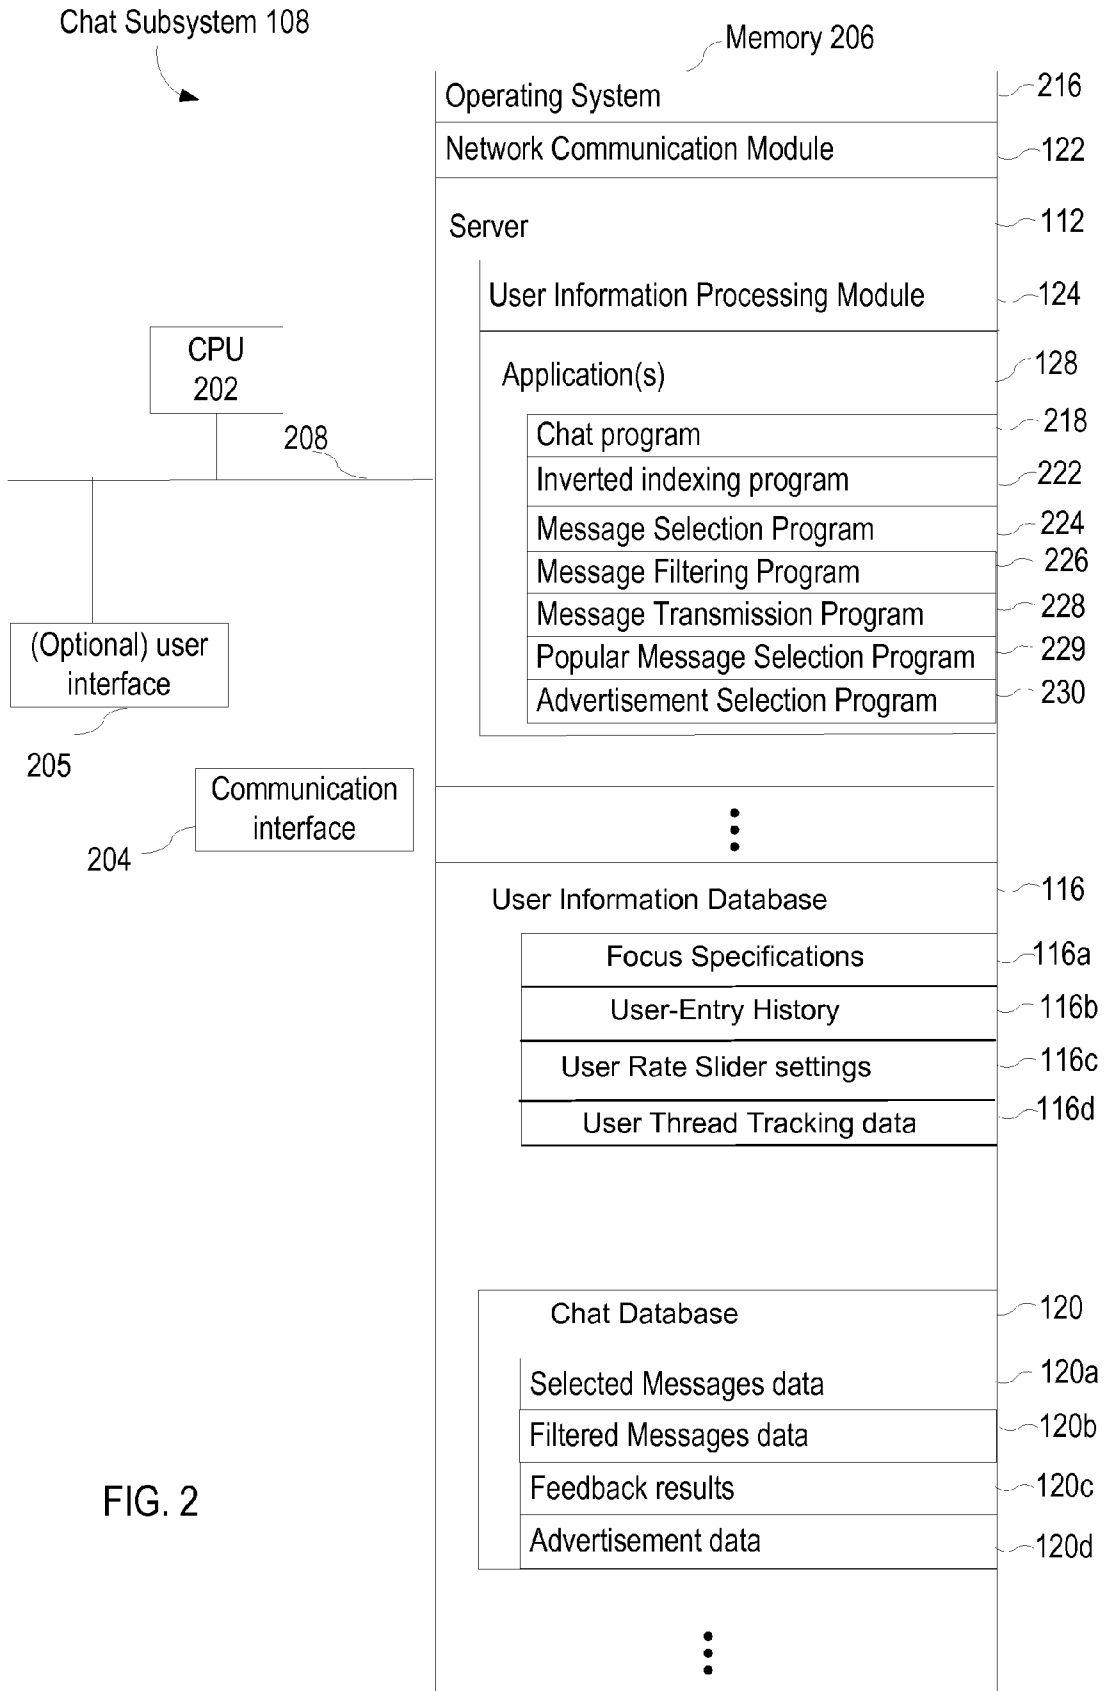 Chat Subsystem 108
Memory 206
Operating System
216
Network Communication Module
122
Server
112
User Information Processing Module
124
CPU
202
208
Application(s)
128
Chat program
218
Inverted indexing program
222
Message Selection Program
224
Message Filtering Program
226
Message Transmission Program
228
Popular Message Selection Program
229
Advertisement Selection Program
230
(Optional) user
interface
205
Communication
interface
204
User Information Database
116
Focus Specifications
116a
User-Entry History
116b
User Rate Slider settings
116c
User Thread Tracking data
116d
Chat Database
120
Selected Messages data
120a
Filtered Messages data
120b
Feedback results
120c
Advertisement data
120d
FIG. 2